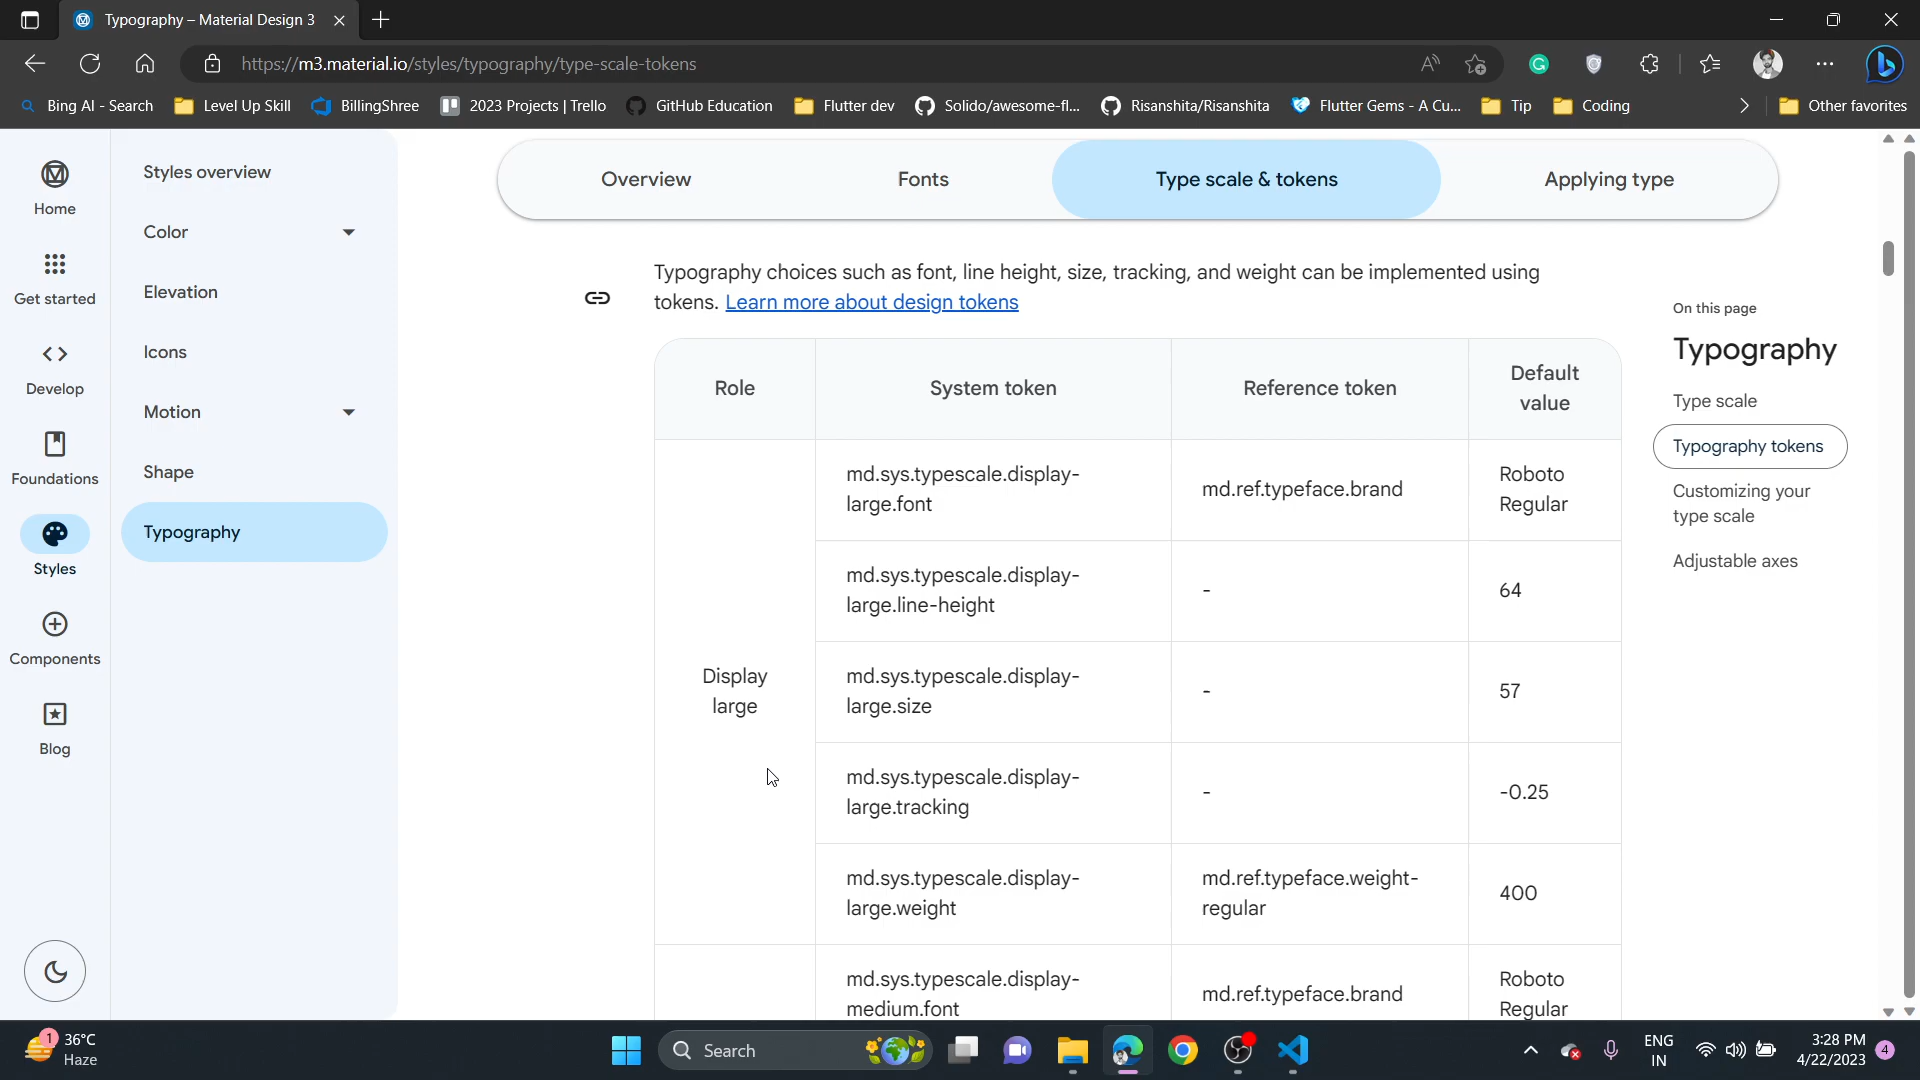 Typography – Material Design 3
https://m3.material.io/styles/typography/type-scale-tokens
Bing AI - Search
Level Up Skill
BillingShree
2023 Projects | Trello
GitHub Education
Flutter dev
Solido/awesome-fl...
Risanshita/Risanshita
Flutter Gems - A Cu...
Tip
Coding
Other favorites
Home
Get started
Develop
Foundations
Styles
Components
Blog
Styles overview
Color
Elevation
Icons
Motion
Shape
Typography
Overview
Fonts
Type scale & tokens
Applying type
Typography choices such as font, line height, size, tracking, and weight can be implemented using
tokens. Learn more about design tokens
Role
System token
Reference token
Default
value
Display
large
md.sys.typescale.display-
large.font
md.ref.typeface.brand
Roboto
Regular
md.sys.typescale.display-
large.line-height
-
64
md.sys.typescale.display-
large.size
-
57
md.sys.typescale.display-
large.tracking
-
-0.25
md.sys.typescale.display-
large.weight
md.ref.typeface.weight-
regular
400
md.sys.typescale.display-
medium.font
md.ref.typeface.brand
Roboto
Regular
On this page
Typography
Type scale
Typography tokens
Customizing your
type scale
Adjustable axes
1
36°C
Haze
Search
ENG
IN
3:28 PM
4/22/2023
4